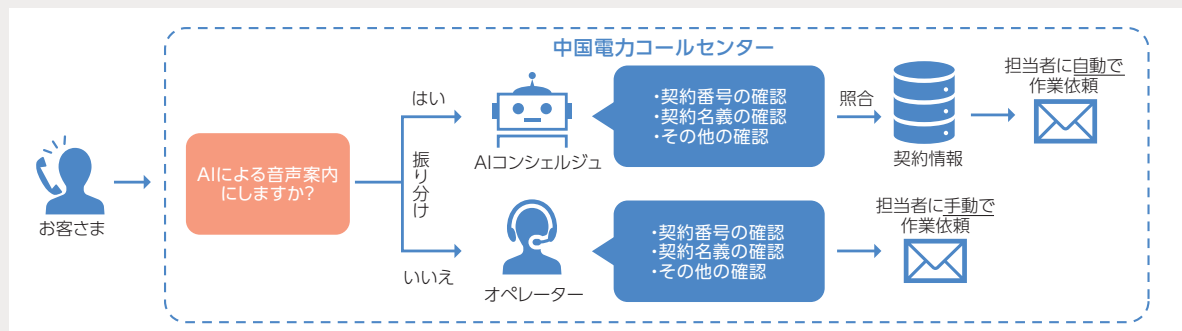 中国電力コールセンター
お客さま
AIによる音声案内
にしますか?
振り分け
はい
AIコンシェルジュ
・契約番号の確認
・契約名義の確認
・その他の確認
照合
契約情報
担当者に自動で
作業依頼
いいえ
オペレーター
・契約番号の確認
・契約名義の確認
・その他の確認
担当者に手動で
作業依頼